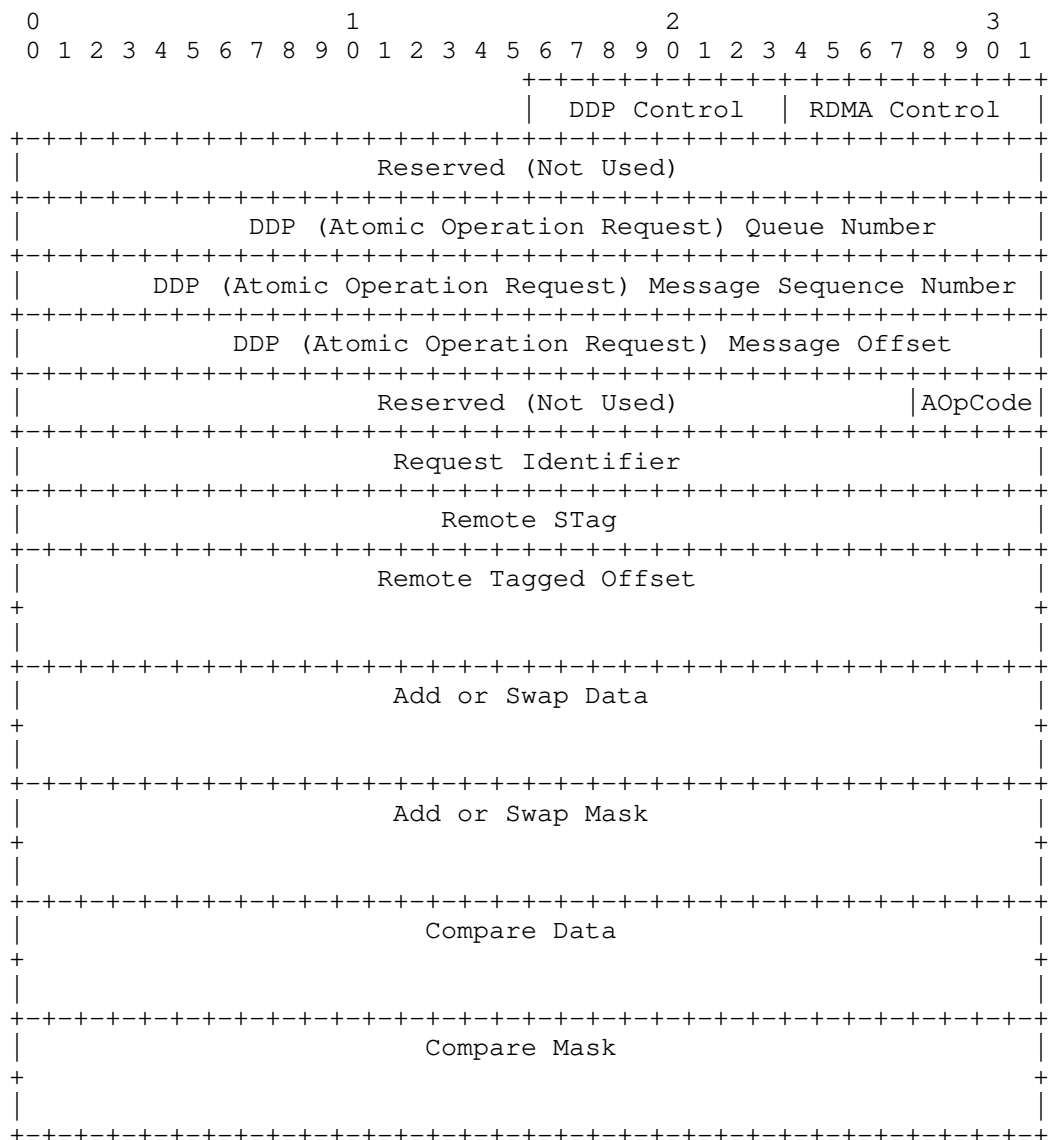 0                   1                   2                   3
0 1 2 3 4 5 6 7 8 9 0 1 2 3 4 5 6 7 8 9 0 1 2 3 4 5 6 7 8 9 0 1
+-+-+-+-+-+-+-+-+-+-+-+-+-+-+-+-+
| DDP Control | RDMA Control |
+-+-+-+-+-+-+-+-+-+-+-+-+-+-+-+-+-+-+-+-+-+-+-+-+-+-+-+-+-+-+-+-+
| Reserved (Not Used) |
+-+-+-+-+-+-+-+-+-+-+-+-+-+-+-+-+-+-+-+-+-+-+-+-+-+-+-+-+-+-+-+-+
| DDP (Atomic Operation Request) Queue Number |
+-+-+-+-+-+-+-+-+-+-+-+-+-+-+-+-+-+-+-+-+-+-+-+-+-+-+-+-+-+-+-+-+
| DDP (Atomic Operation Request) Message Sequence Number |
+-+-+-+-+-+-+-+-+-+-+-+-+-+-+-+-+-+-+-+-+-+-+-+-+-+-+-+-+-+-+-+-+
| DDP (Atomic Operation Request) Message Offset |
+-+-+-+-+-+-+-+-+-+-+-+-+-+-+-+-+-+-+-+-+-+-+-+-+-+-+-+-+-+-+-+-+
| Reserved (Not Used) |AOpCode|
+-+-+-+-+-+-+-+-+-+-+-+-+-+-+-+-+-+-+-+-+-+-+-+-+-+-+-+-+-+-+-+-+
| Request Identifier |
+-+-+-+-+-+-+-+-+-+-+-+-+-+-+-+-+-+-+-+-+-+-+-+-+-+-+-+-+-+-+-+-+
| Remote STag |
+-+-+-+-+-+-+-+-+-+-+-+-+-+-+-+-+-+-+-+-+-+-+-+-+-+-+-+-+-+-+-+-+
| Remote Tagged Offset |
+ +
| |
+-+-+-+-+-+-+-+-+-+-+-+-+-+-+-+-+-+-+-+-+-+-+-+-+-+-+-+-+-+-+-+-+
| Add or Swap Data |
+ +
| |
+-+-+-+-+-+-+-+-+-+-+-+-+-+-+-+-+-+-+-+-+-+-+-+-+-+-+-+-+-+-+-+-+
| Add or Swap Mask |
+ +
| |
+-+-+-+-+-+-+-+-+-+-+-+-+-+-+-+-+-+-+-+-+-+-+-+-+-+-+-+-+-+-+-+-+
| Compare Data |
+ +
| |
+-+-+-+-+-+-+-+-+-+-+-+-+-+-+-+-+-+-+-+-+-+-+-+-+-+-+-+-+-+-+-+-+
| Compare Mask |
+ +
| |
+-+-+-+-+-+-+-+-+-+-+-+-+-+-+-+-+-+-+-+-+-+-+-+-+-+-+-+-+-+-+-+-+